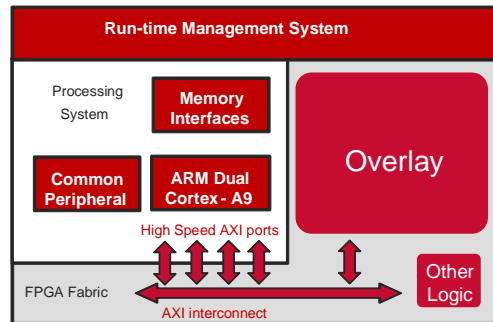 Run-time Management System
Processing
System
Memory
Interfaces
Common
Peripheral
ARM Dual
Cortex - A9
High Speed AXI ports
Overlay
Other
Logic
FPGA Fabric
AXI interconnect